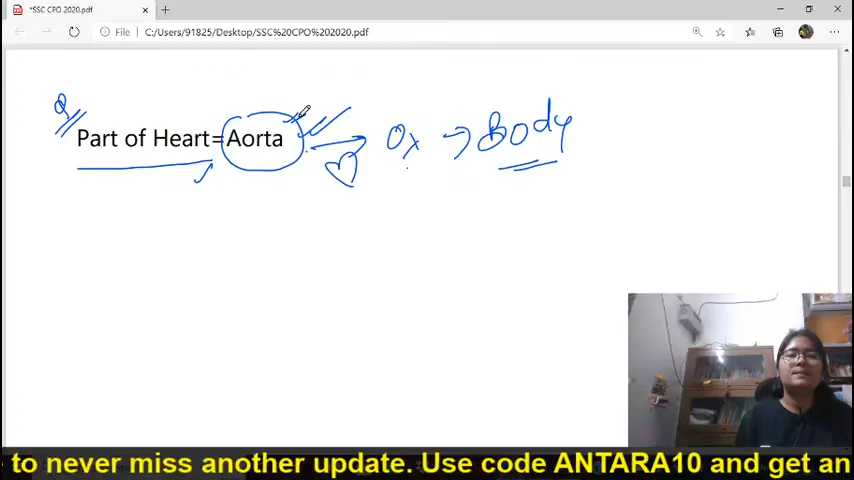 *SSC CPO 2020.pdf
File C:/Users/91825/Desktop/SSC%20CPO%202020.pdf
Q
Part of Heart=Aorta Ox Body
to never miss another update. Use code ANTARA10 and get an